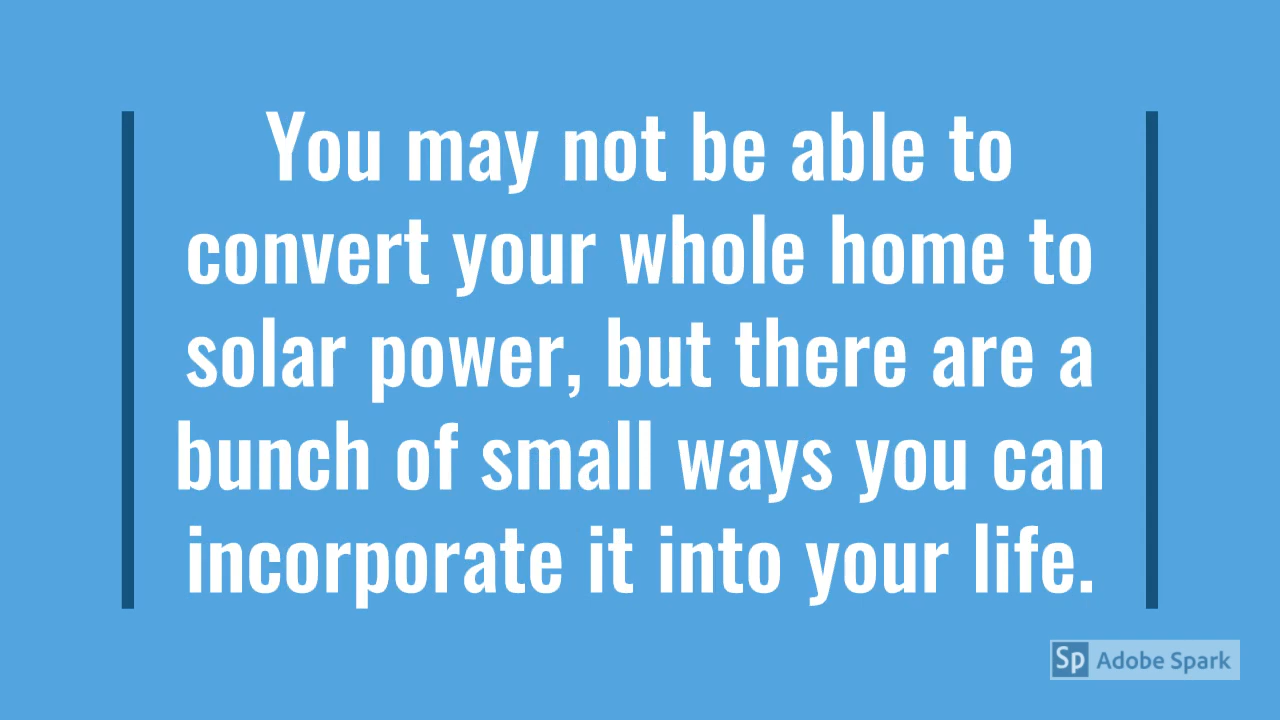 You may not be able to
convert your whole home to
solar power, but there are a
bunch of small ways you can
incorporate it into your life.
Sp Adobe Spark